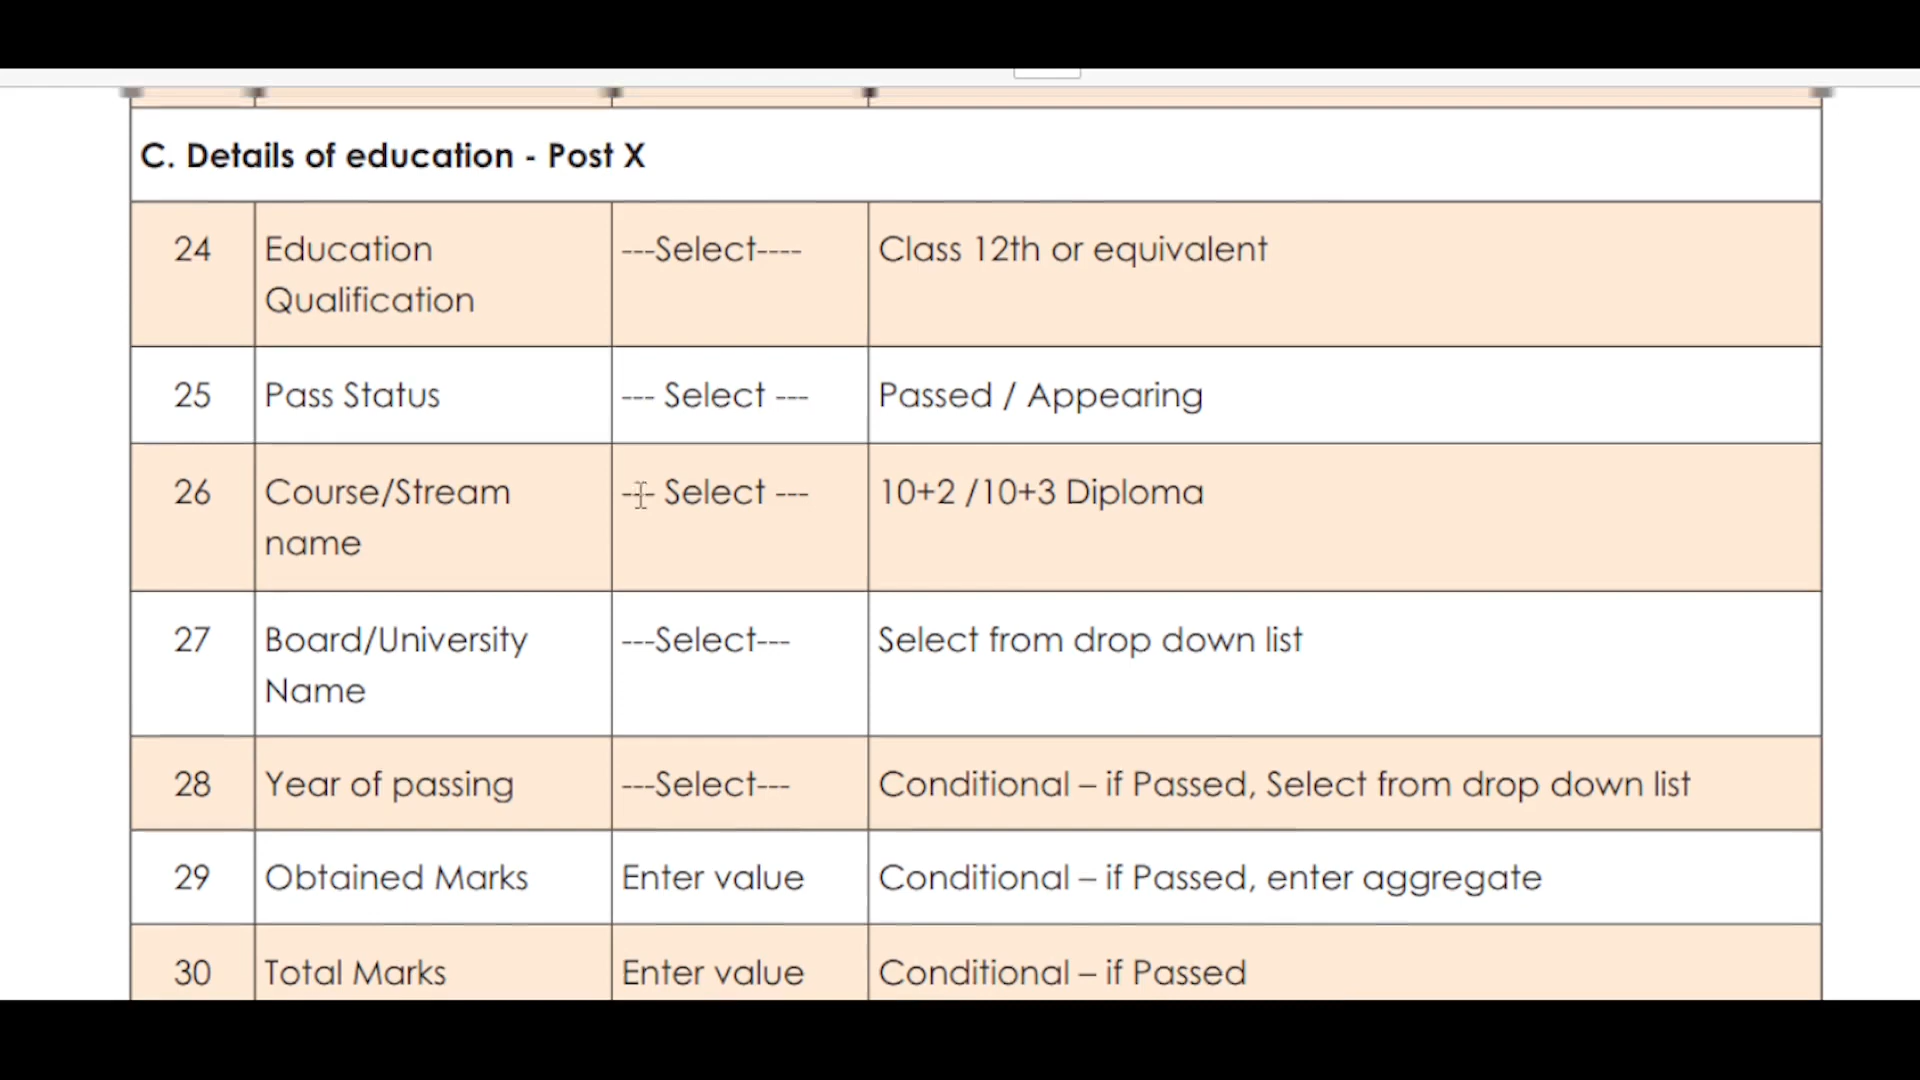 C. Details of education - Post X
24 Education Qualification ---Select---- Class 12th or equivalent
25 Pass Status --- Select --- Passed / Appearing
26 Course/Stream name --- Select --- 10+2 /10+3 Diploma
27 Board/University Name ---Select--- Select from drop down list
28 Year of passing ---Select--- Conditional – if Passed, Select from drop down list
29 Obtained Marks Enter value Conditional – if Passed, enter aggregate
30 Total Marks Enter value Conditional – if Passed